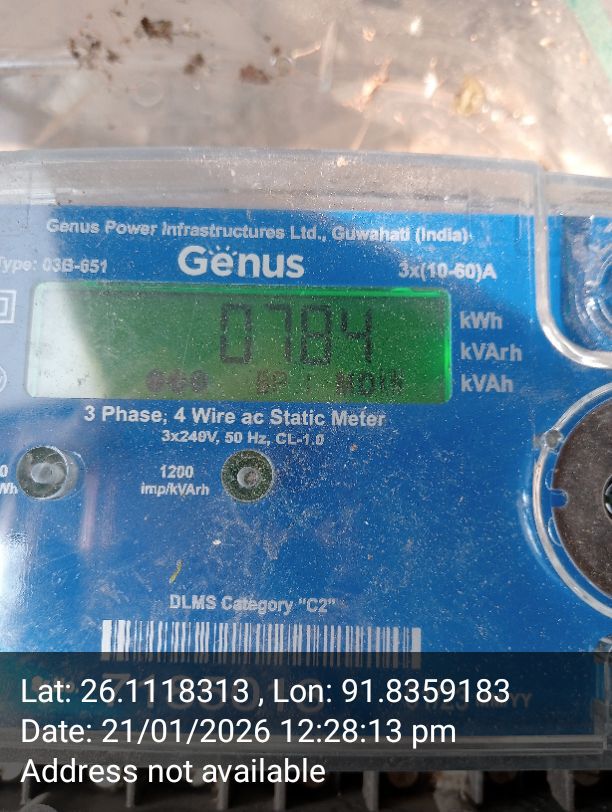 Genus Power Infrastructures Ltd., Guwahati (India)
Type: 03B-651
Genus
3x(10-60)A
0784
kWh
kVArh
kVAh
3 Phase, 4 Wire ac Static Meter
3x240V, 50 Hz, CL-1.0
1200
imp/kVArh
DLMS Category "C2"
Lat: 26.1118313 , Lon: 91.8359183
Date: 21/01/2026 12:28:13 pm
Address not available